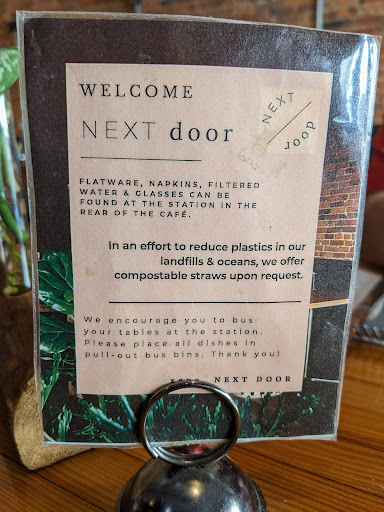 WELCOME
NEXT door
NEXT
door
FLATWARE, NAPKINS, FILTERED
WATER & GLASSES CAN BE
FOUND AT THE STATION IN THE
REAR OF THE CAFÉ.
In an effort to reduce plastics in our
landfills & oceans, we offer
compostable straws upon request.
We encourage you to bus
your tables at the station.
Please place all dishes in
pull-out bus bins. Thank you!
NEXT DOOR